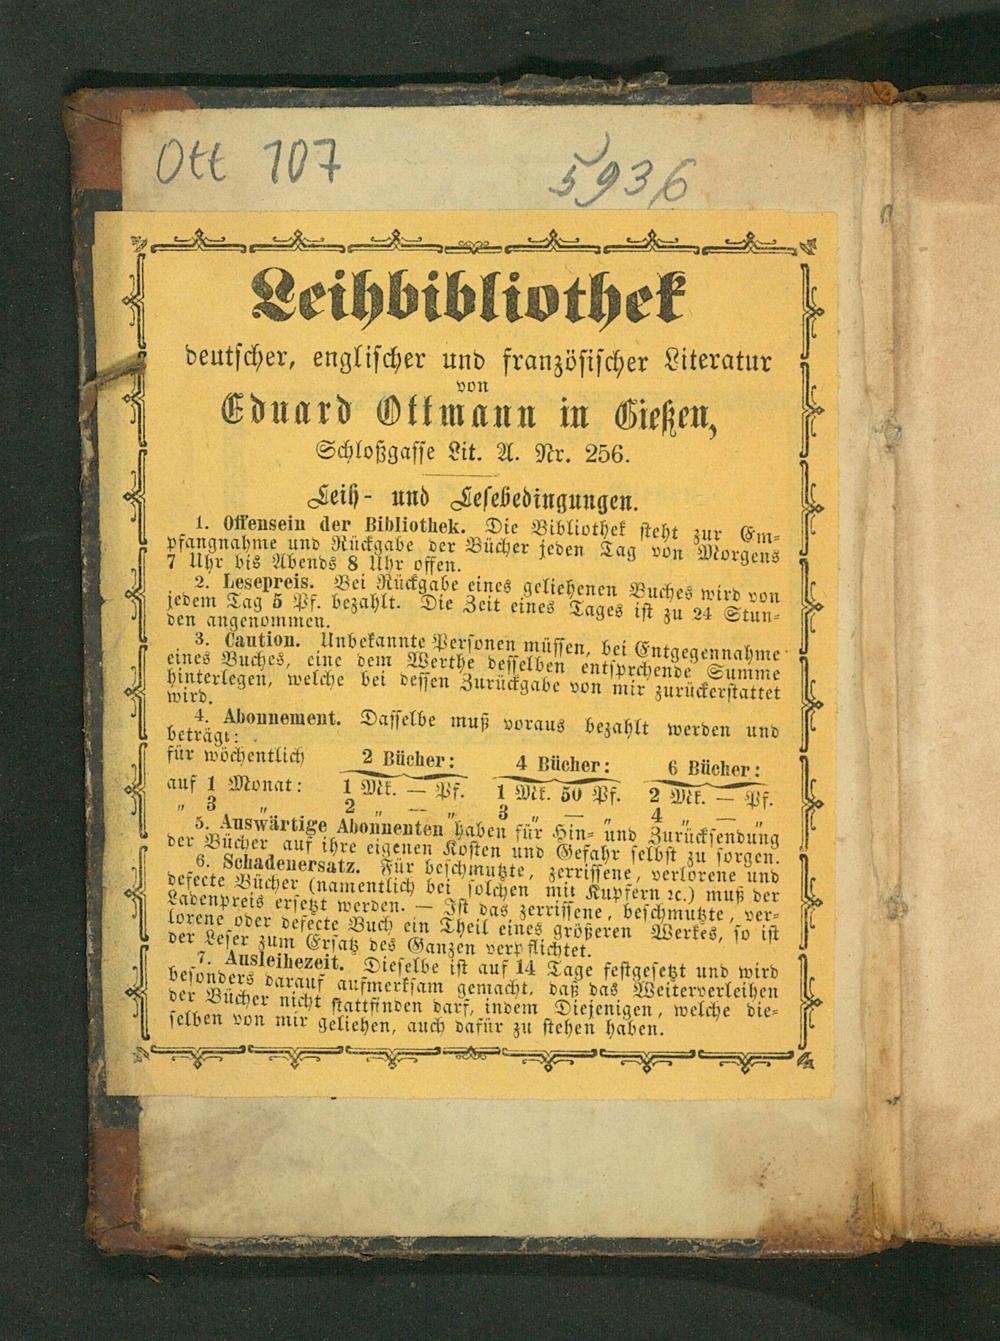 Ott 107
5936
Leihbibliothek
deutscher, englischer und französischer Literatur
von
Eduard Ottmann in Gießen,
Schloßgasse Lit. A. Nr. 256.
Leih- und Lesebedingungen.
1. Offensein der Bibliothek. Die Bibliothek steht zur Em-
pfangnahme und Rückgabe der Bücher jeden Tag von Morgens
7 Uhr bis Abends 8 Uhr offen.
2. Lesepreis. Bei Rückgabe eines geliehenen Buches wird von
jedem Tag 5 Pf. bezahlt. Die Zeit eines Tages ist zu 24 Stun-
den angenommen.
3. Caution. Unbekannte Personen müssen, bei Entgegennahme
eines Buches, eine dem Werthe desselben entsprchende Summe
hinterlegen, welche bei dessen Zurückgabe von mir zurückerstattet
wird.
4. Abonnement. Dasselbe muß voraus bezahlt werden und
beträgt:
für wöchentlich 2 Bücher: 4 Bücher: 6 Bücher:
auf 1 Monat: 1 Mk. — Pf. 1 Mk. 50 Pf. 2 Mk. — Pf.
" 3 " 2 " — " 3 " — " 4 " — "
5. Auswärtige Abonnenten haben für Hin- und Zurücksendung
der Bücher auf ihre eigenen Kosten und Gefahr selbst zu sorgen.
6. Schadenersatz. Für beschmutzte, zerrissene, verlorene und
defecte Bücher (namentlich bei solchen mit Kupfern ꝛc.) muß der
Ladenpreis ersetzt werden. — Ist das zerrissene, beschmutzte, ver-
lorene oder defecte Buch ein Theil eines größeren Werkes, so ist
der Leser zum Ersatz des Ganzen verpflichtet.
7. Ausleihezeit. Dieselbe ist auf 14 Tage festgesetzt und wird
besonders darauf aufmerksam gemacht, daß das Weiterverleihen
der Bücher nicht stattfinden darf, indem Diejenigen, welche die-
selben von mir geliehen, auch dafür zu stehen haben.